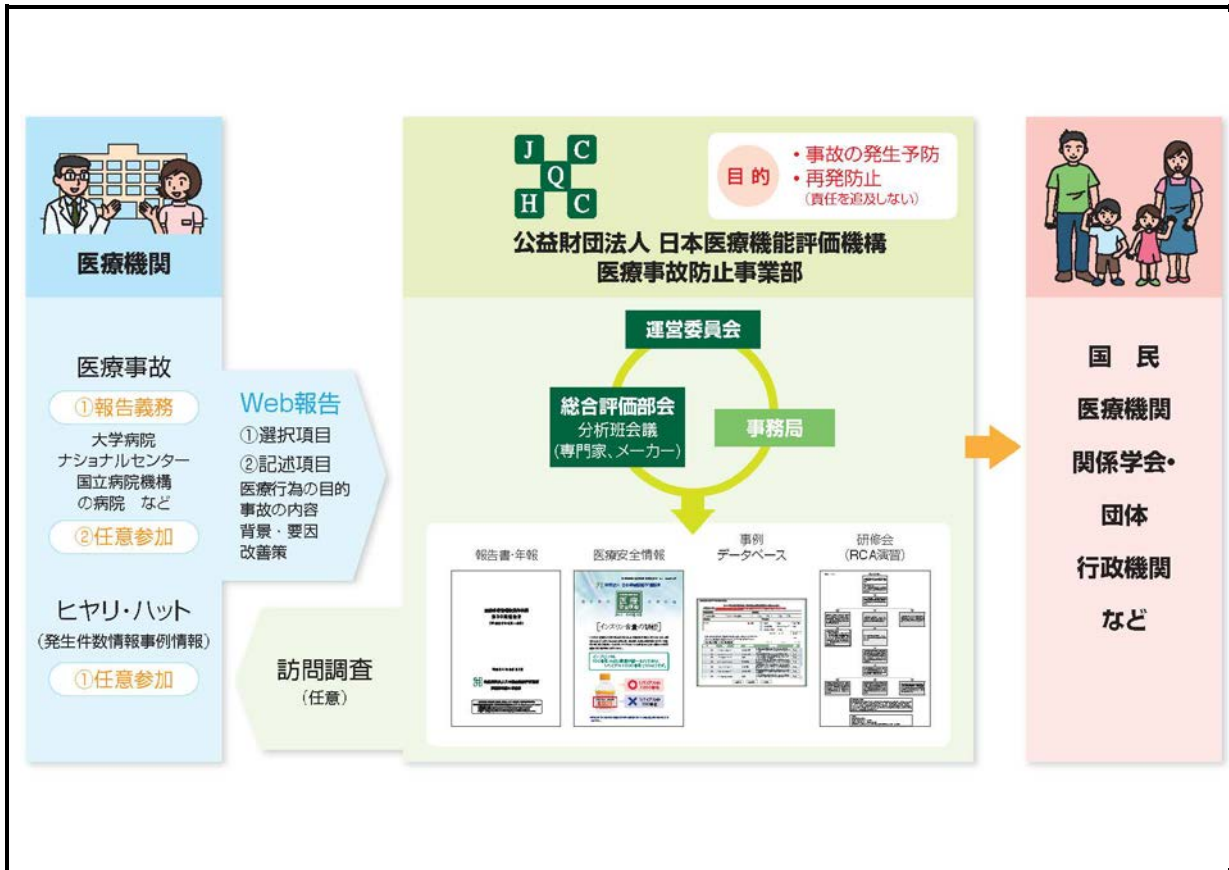 医療機関
医療事故
①報告義務
大学病院
ナショナルセンター
国立病院機構
の病院 など
②任意参加
ヒヤリ・ハット
(発生件数情報事例情報)
①任意参加
Web報告
①選択項目
②記述項目
医療行為の目的
事故の内容
背景・要因
改善策
訪問調査
(任意)
J C
Q
H C
目的
・事故の発生予防
・再発防止
(責任を追及しない)
公益財団法人 日本医療機能評価機構
医療事故防止事業部
運営委員会
総合評価部会
分析班会議
(専門家、メーカー)
事務局
報告書・年報
医療安全情報
事例
データベース
研修会
(RCA演習)
国 民
医療機関
関係学会・
団体
行政機関
など